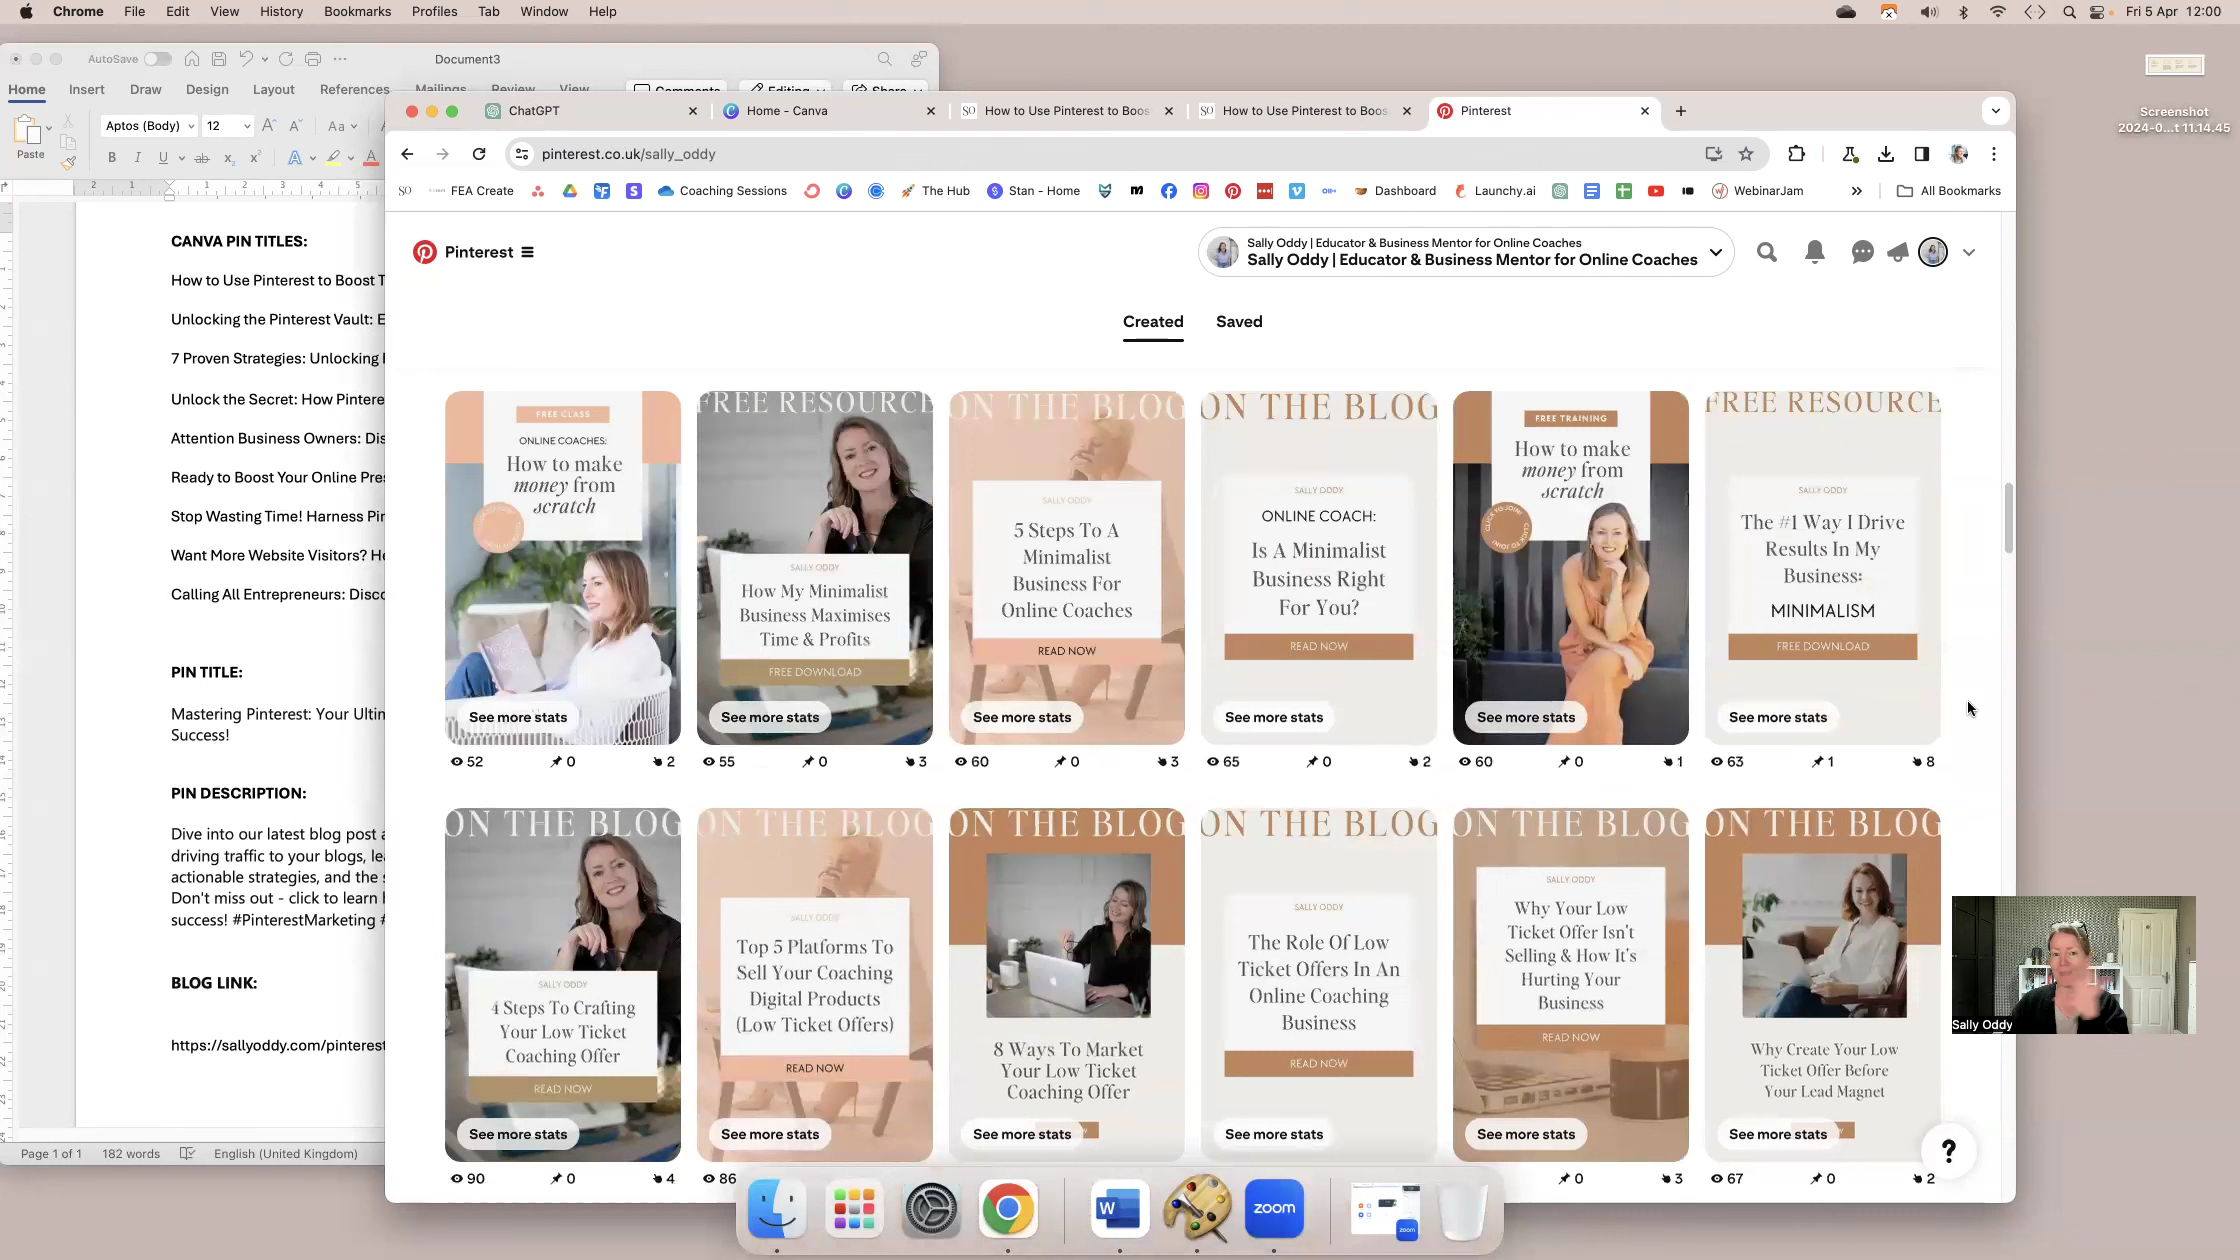 Chrome File Edit View History Bookmarks Profiles Tab Window Help
Fri 5 Apr 12:00
AutoSave
Document3
Home Insert Draw Design Layout References Mailings Review View
Comments Editing Share
Paste
Aptos (Body) 12
ChatGPT
Home - Canva
How to Use Pinterest to Boos
How to Use Pinterest to Boos
Pinterest
pinterest.co.uk/sally_oddy
FEA Create
Coaching Sessions
The Hub
Stan - Home
Dashboard
Launchy.ai
WebinarJam
All Bookmarks
Screenshot
2024-0...t 11.14.45
CANVA PIN TITLES:
How to Use Pinterest to Boost T
Unlocking the Pinterest Vault: E
7 Proven Strategies: Unlocking
Unlock the Secret: How Pintere
Attention Business Owners: Dis
Ready to Boost Your Online Pres
Stop Wasting Time! Harness Pin
Want More Website Visitors? He
Calling All Entrepreneurs: Disco
PIN TITLE:
Mastering Pinterest: Your Ultim
Success!
PIN DESCRIPTION:
Dive into our latest blog post a
driving traffic to your blogs, lea
actionable strategies, and the s
Don't miss out - click to learn h
success! #PinterestMarketing #
BLOG LINK:
https://sallyoddy.com/pinterest
Page 1 of 1 182 words English (United Kingdom)
Pinterest
Sally Oddy | Educator & Business Mentor for Online Coaches
Sally Oddy | Educator & Business Mentor for Online Coaches
Created Saved
FREE CLASS
ONLINE COACHES:
How to make
money from
scratch
See more stats
52 0 2
FREE RESOURCE
SALLY ODDY
How My Minimalist
Business Maximises
Time & Profits
FREE DOWNLOAD
See more stats
55 0 3
ON THE BLOG
SALLY ODDY
5 Steps To A
Minimalist
Business For
Online Coaches
READ NOW
See more stats
60 0 3
ON THE BLOG
SALLY ODDY
ONLINE COACH:
Is A Minimalist
Business Right
For You?
READ NOW
See more stats
65 0 2
FREE TRAINING
How to make
money from
scratch
CLICK TO JOIN!
CLICK TO JOIN!
See more stats
60 0 1
FREE RESOURCE
SALLY ODDY
The #1 Way I Drive
Results In My
Business:
MINIMALISM
FREE DOWNLOAD
See more stats
63 1 8
ON THE BLOG
SALLY ODDY
4 Steps To Crafting
Your Low Ticket
Coaching Offer
READ NOW
See more stats
90 0 4
ON THE BLOG
SALLY ODDY
Top 5 Platforms To
Sell Your Coaching
Digital Products
(Low Ticket Offers)
READ NOW
See more stats
86
ON THE BLOG
8 Ways To Market
Your Low Ticket
Coaching Offer
See more stats
ON THE BLOG
SALLY ODDY
The Role Of Low
Ticket Offers In An
Online Coaching
Business
READ NOW
See more stats
ON THE BLOG
SALLY ODDY
Why Your Low
Ticket Offer Isn't
Selling & How It's
Hurting Your
Business
READ NOW
See more stats
0 3
ON THE BLOG
Why Create Your Low
Ticket Offer Before
Your Lead Magnet
See more stats
67 0 2
Sally Oddy
?
zoom